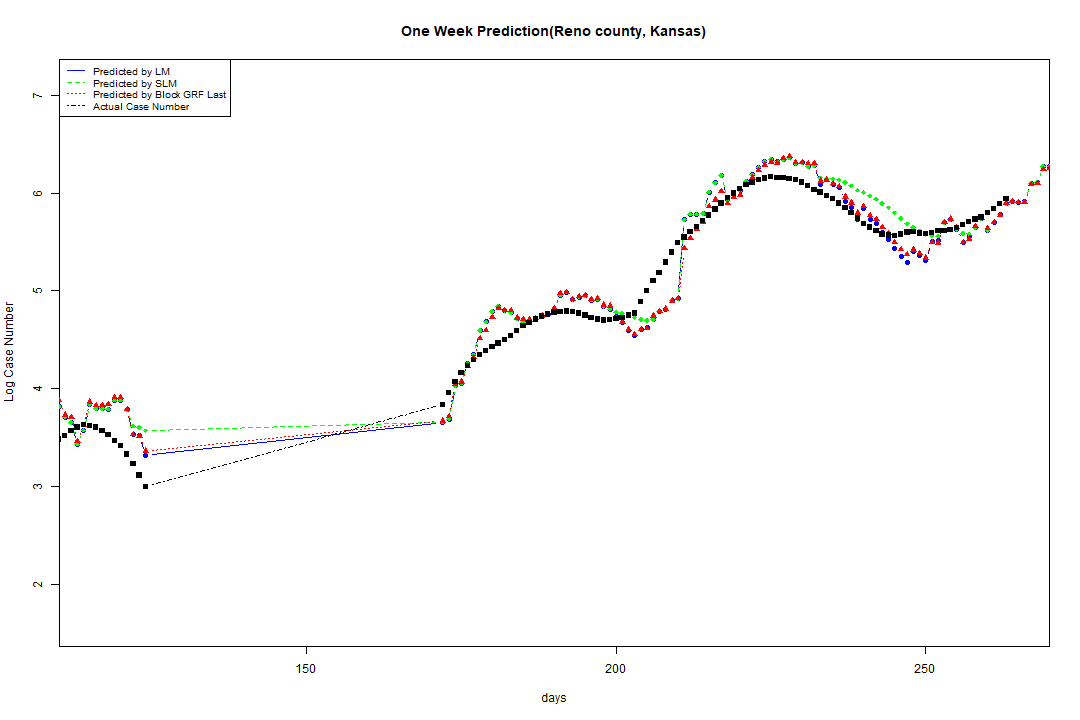 One Week Prediction(Reno county, Kansas)
Predicted by LM
Predicted by SLM
Predicted by Block GRF Last
Actual Case Number
7
6
5
4
3
2
Log Case Number
150
200
250
days